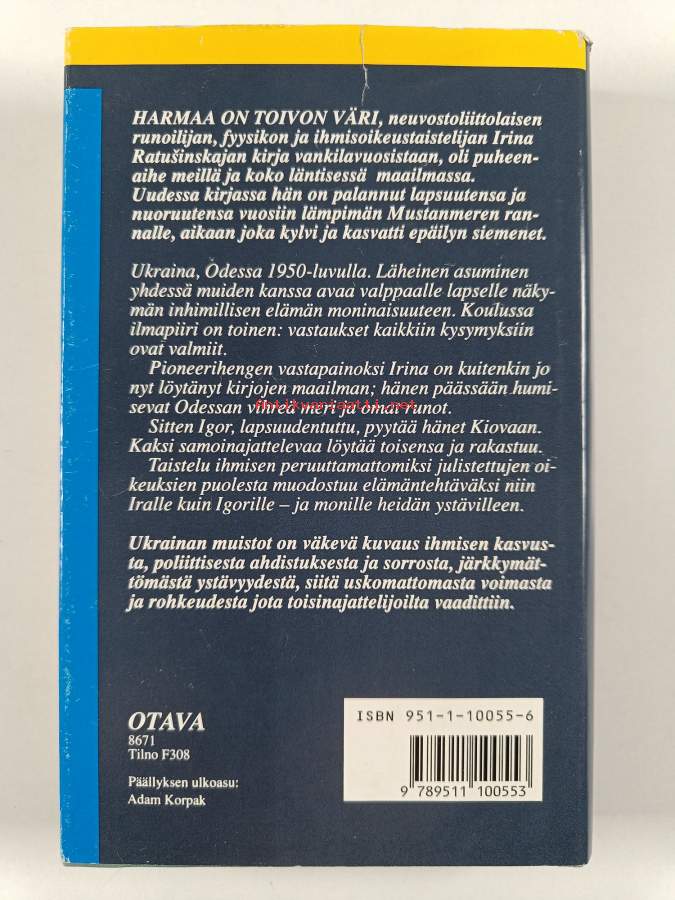 HARMAA ON TOIVON VÄRI, neuvostoliittolaisen
runoilijan, fyysikon ja ihmisoikeustaistelijan Irina
Ratušinskajan kirja vankilavuosistaan, oli puheen-
aihe meillä ja koko läntisessä maailmassa.
Uudessa kirjassa hän on palannut lapsuutensa ja
nuoruutensa vuosiin lämpimän Mustanmeren ran-
nalle, aikaan joka kylvi ja kasvatti epäilyn siemenet.
Ukraina, Odessa 1950-luvulla. Läheinen asuminen
yhdessä muiden kanssa avaa valppaalle lapselle näky-
män inhimillisen elämän moninaisuuteen. Koulussa
ilmapiiri on toinen: vastaukset kaikkiin kysymyksiin
ovat valmiit.
Pioneerihengen vastapainoksi Irina on kuitenkin jo
nyt löytänyt kirjojen maailman; hänen päässään humi-
sevat Odessan vihreä meri ja omat runot.
antikvariaatti.net
Sitten Igor, lapsuudentuttu, pyytää hänet Kiovaan.
Kaksi samoinajattelevaa löytää toisensa ja rakastuu.
Taistelu ihmisen peruuttamattomiksi julistettujen oi-
keuksien puolesta muodostuu elämäntehtäväksi niin
Iralle kuin Igorille – ja monille heidän ystävilleen.
Ukrainan muistot on väkevä kuvaus ihmisen kasvus-
ta, poliittisesta ahdistuksesta ja sorrosta, järkkymät-
tömästä ystävyydestä, siitä uskomattomasta voimasta
ja rohkeudesta jota toisinajattelijoilta vaadittiin.
OTAVA
8671
Tilno F308
Päällyksen ulkoasu:
Adam Korpak
ISBN 951-1-10055-6
9 789511 100553